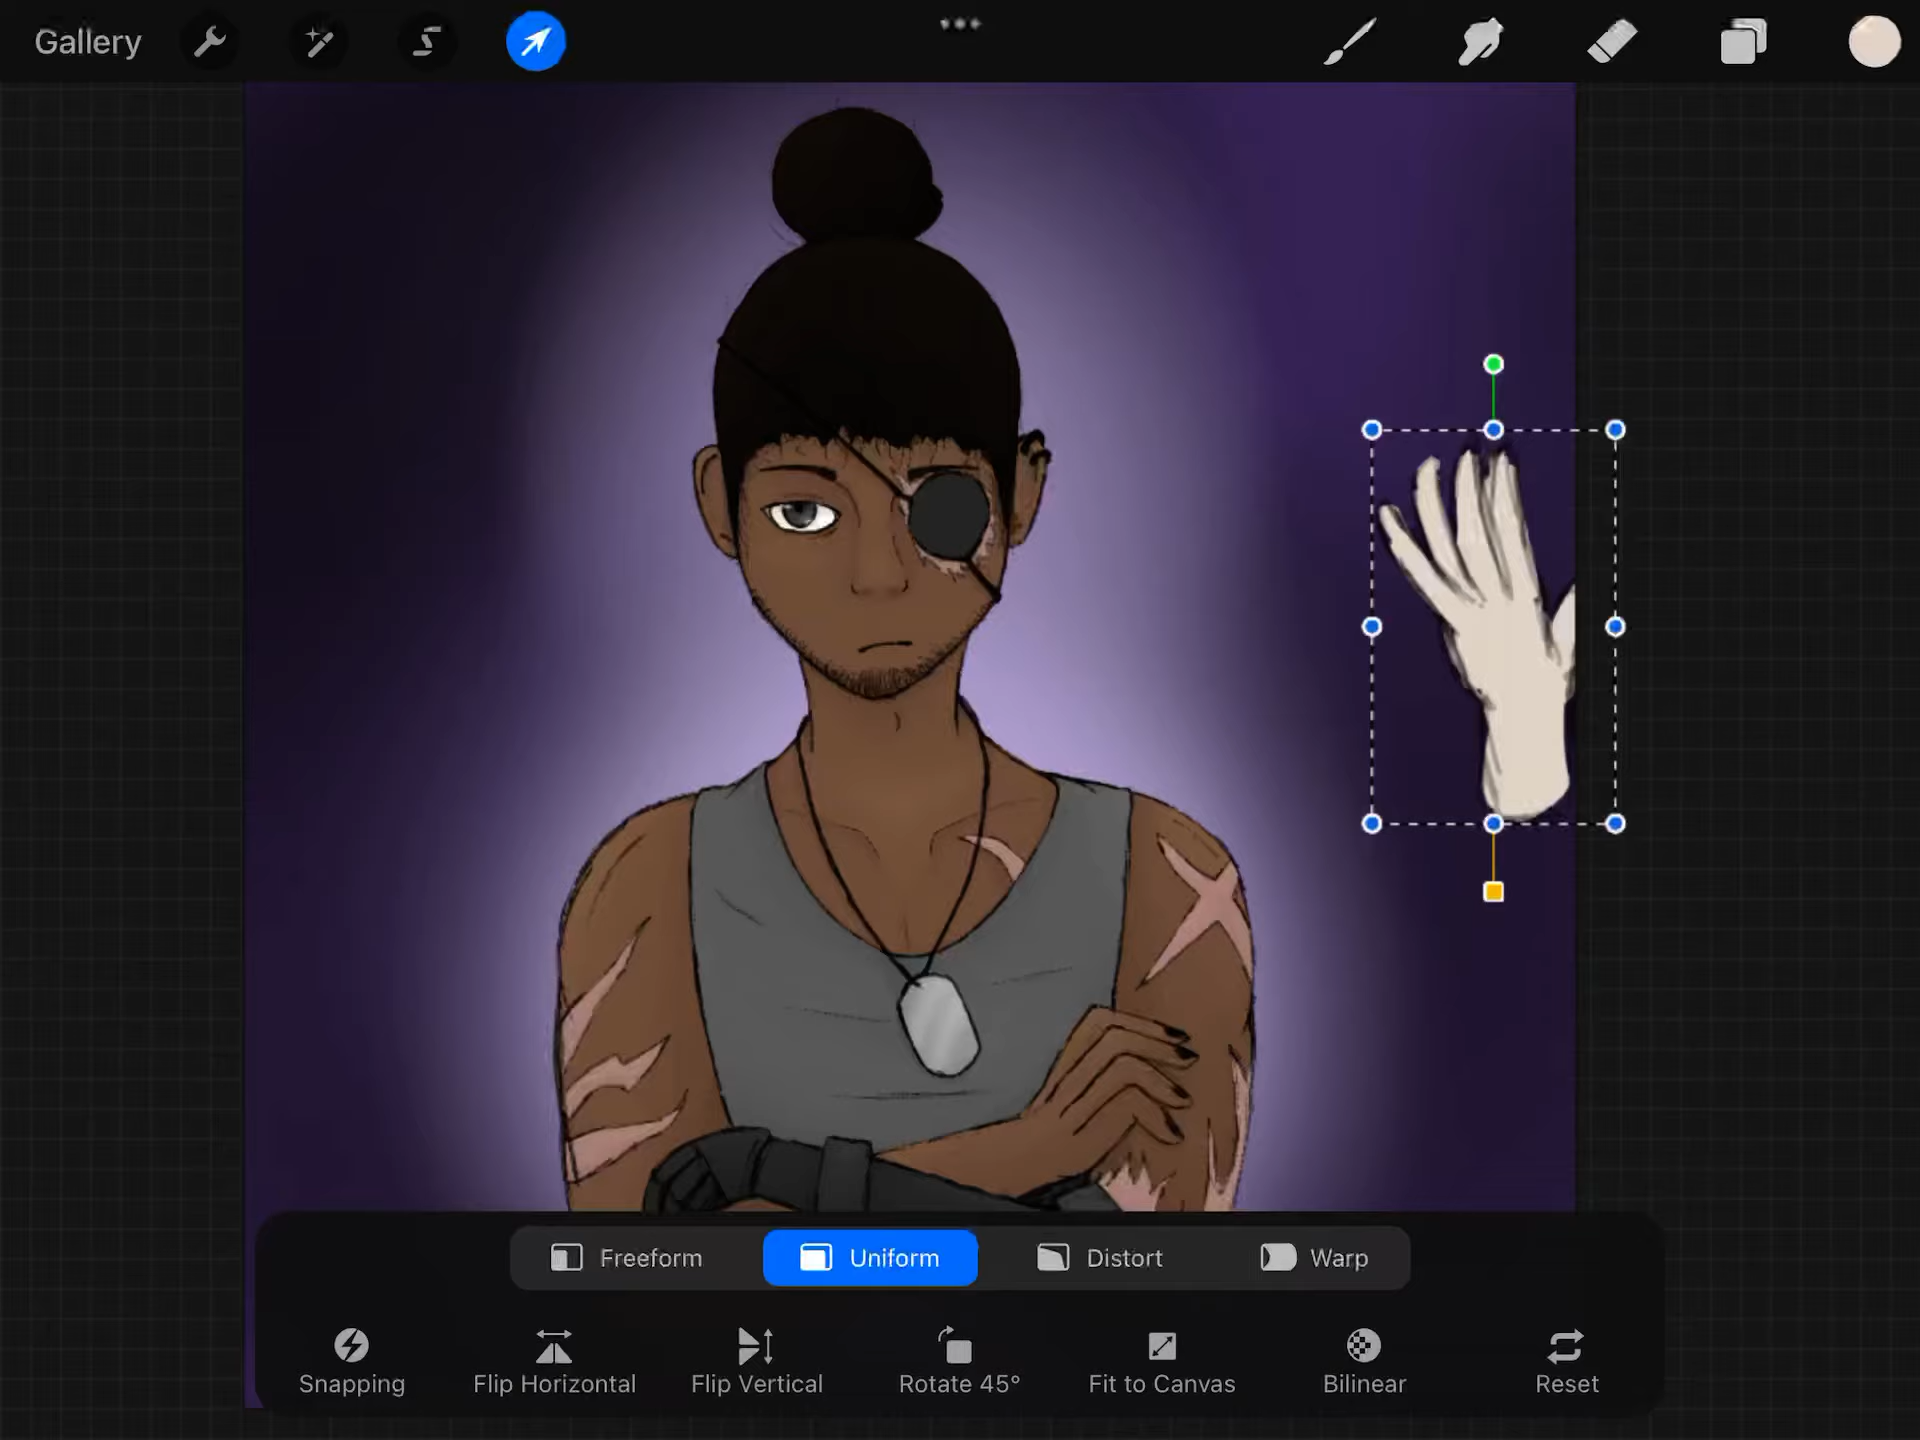 Gallery
Freeform Uniform Distort Warp
Snapping Flip Horizontal Flip Vertical Rotate 45° Fit to Canvas Bilinear Reset